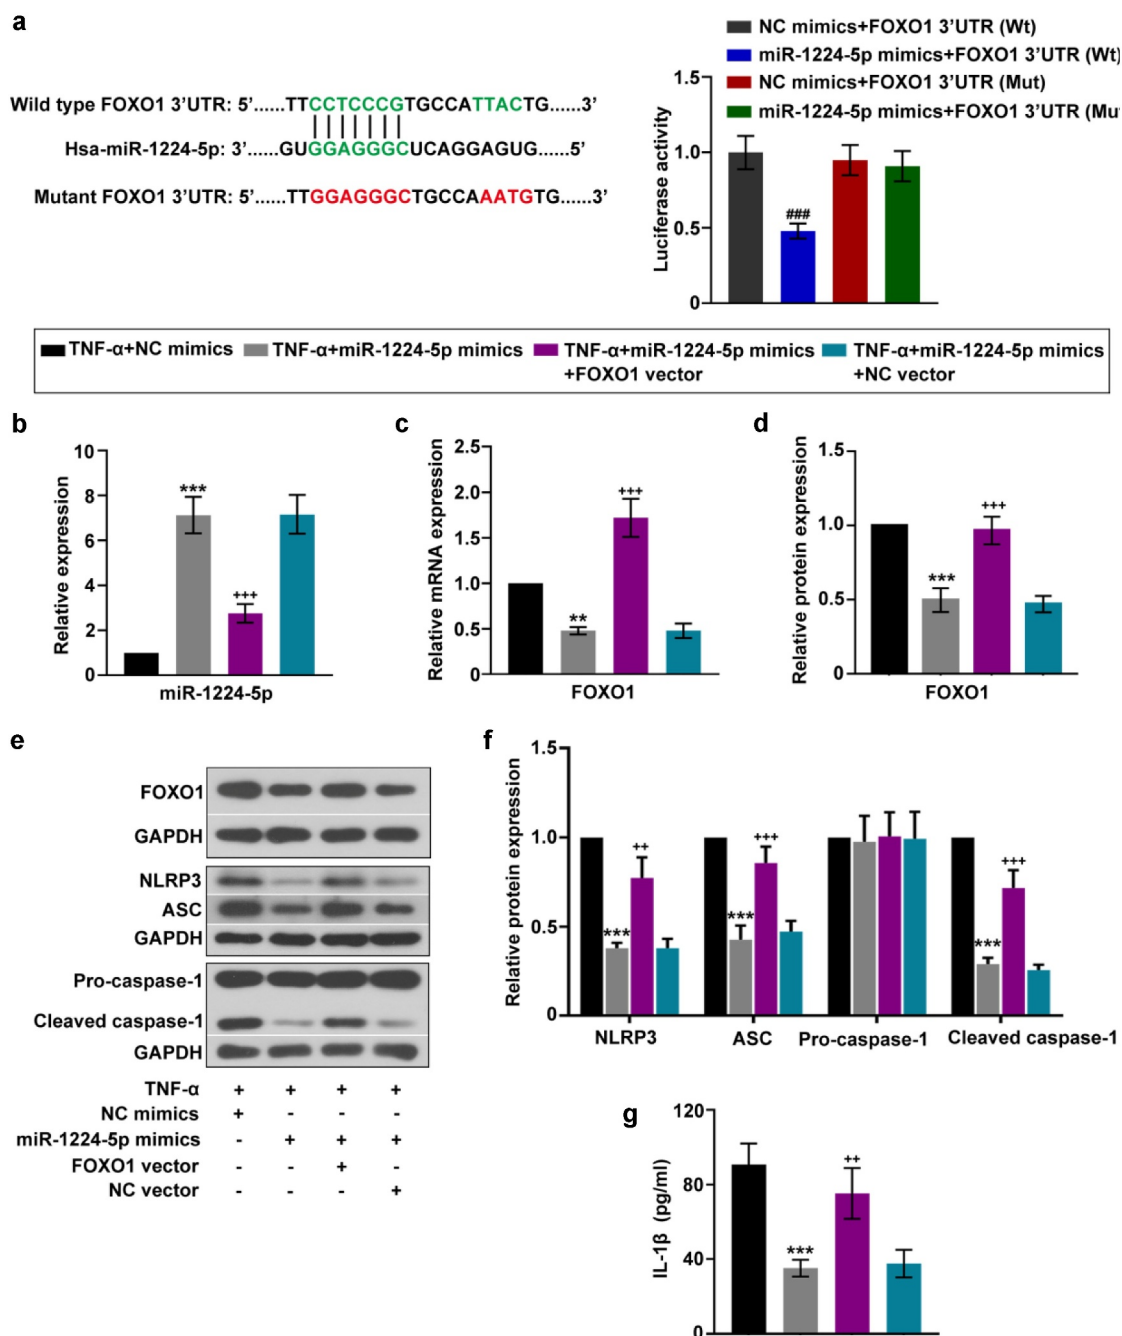 a
NC mimics+FOXO1 3'UTR (Wt)
miR-1224-5p mimics+FOXO1 3'UTR (Wt)
NC mimics+FOXO1 3'UTR (Mut)
miR-1224-5p mimics+FOXO1 3'UTR (Mu
Wild type FOXO1 3'UTR: 5'......TTCCTCCCGTGCCATTACTG......3'
Hsa-miR-1224-5p: 3'......GUGGAGGGCUCAGGAGUG......5'
Mutant FOXO1 3'UTR: 5'......TTGGAGGGCTGCCAAATGTG......3'
Luciferase activity
1.5
1.0
0.5
0
###
TNF-α+NC mimics
TNF-α+miR-1224-5p mimics
TNF-α+miR-1224-5p mimics
+FOXO1 vector
TNF-α+miR-1224-5p mimics
+NC vector
b
Relative expression
10
8
6
4
2
0
***
+++
miR-1224-5p
c
Relative mRNA expression
2.5
2.0
1.5
1.0
0.5
0
**
+++
FOXO1
d
Relative protein expression
1.5
1.0
0.5
0
***
+++
FOXO1
e
FOXO1
GAPDH
NLRP3
ASC
GAPDH
Pro-caspase-1
Cleaved caspase-1
GAPDH
TNF-α + + + +
NC mimics + - - -
miR-1224-5p mimics - + + +
FOXO1 vector - - + -
NC vector - - - +
f
Relative protein expression
1.5
1.0
0.5
0
***
++
***
+++
***
+++
NLRP3
ASC
Pro-caspase-1
Cleaved caspase-1
g
IL-1β (pg/ml)
120
80
40
0
***
++